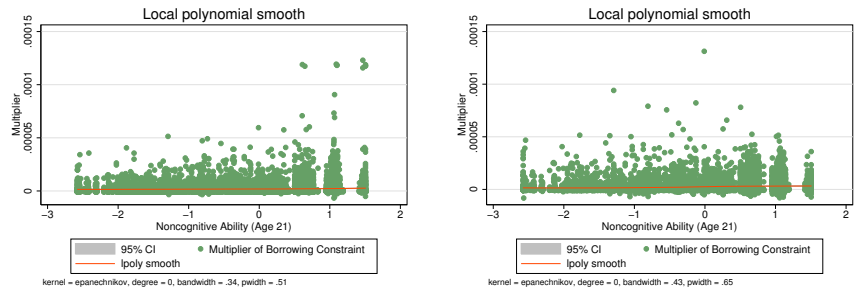 Local polynomial smooth
.00015
.0001
.00005
0
Multiplier
−3 −2 −1 0 1 2
Noncognitive Ability (Age 21)
95% CI Multiplier of Borrowing Constraint
lpoly smooth
kernel = epanechnikov, degree = 0, bandwidth = .34, pwidth = .51
Local polynomial smooth
.00015
.0001
.00005
0
Multiplier
−3 −2 −1 0 1 2
Noncognitive Ability (Age 21)
95% CI Multiplier of Borrowing Constraint
lpoly smooth
kernel = epanechnikov, degree = 0, bandwidth = .43, pwidth = .65